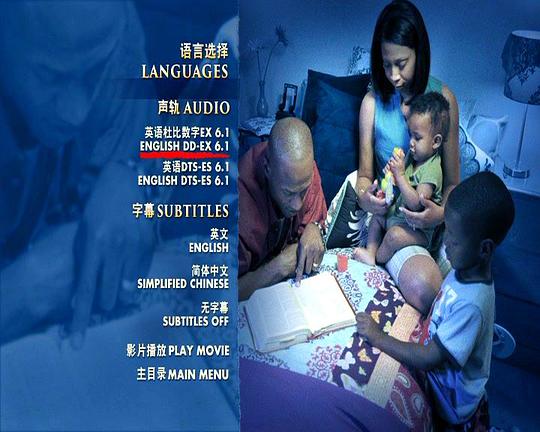 语言选择
LANGUAGES
声轨 AUDIO
英语杜比数字EX 6.1
ENGLISH DD-EX 6.1
英语DTS-ES 6.1
ENGLISH DTS-ES 6.1
字幕 SUBTITLES
英文
ENGLISH
简体中文
SIMPLIFIED CHINESE
无字幕
SUBTITLES OFF
影片播放 PLAY MOVIE
主目录 MAIN MENU